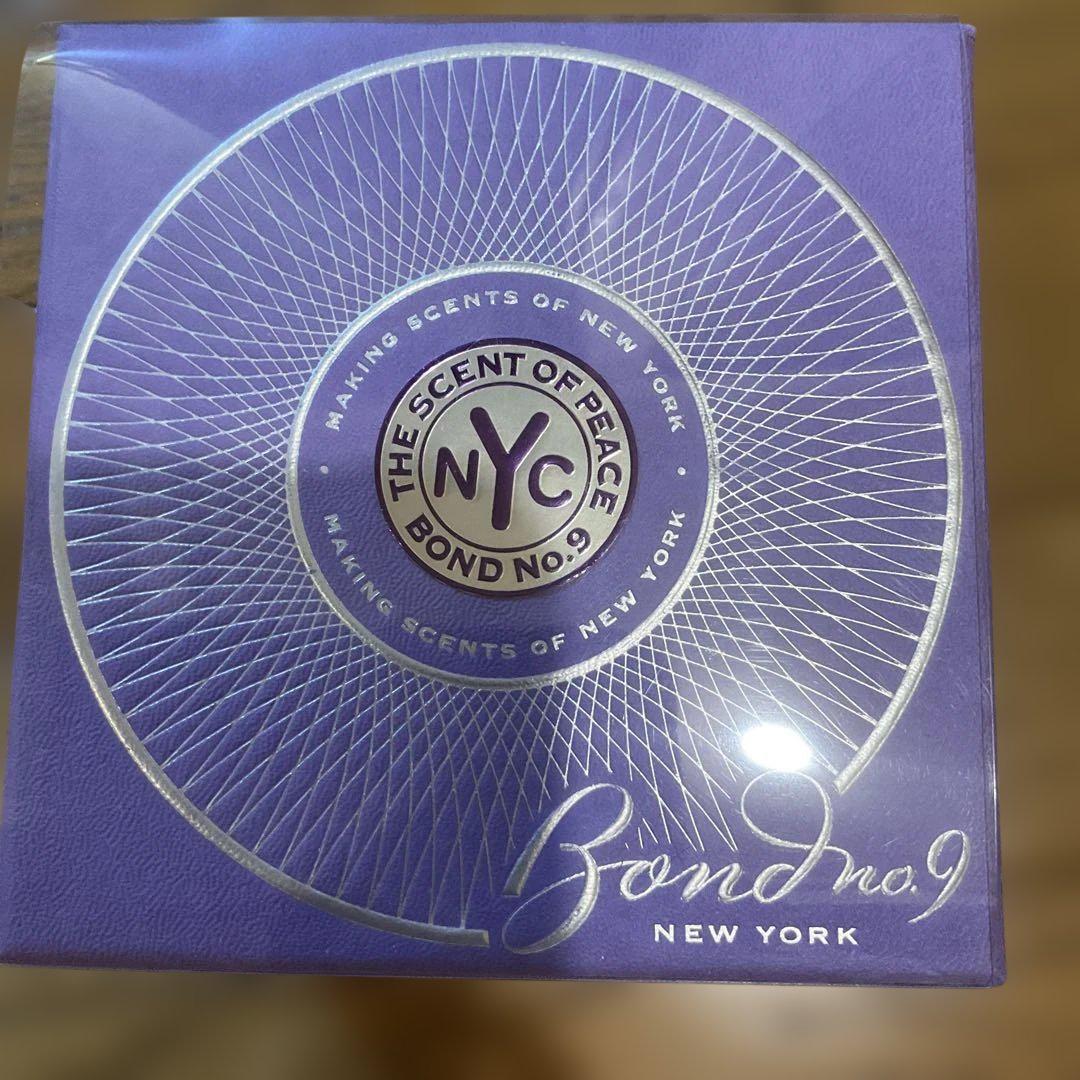 MAKING SCENTS OF NEW YORK
THE SCENT OF PEACE
NYC
BOND No.9
MAKING SCENTS OF NEW YORK
Bond no.9
NEW YORK